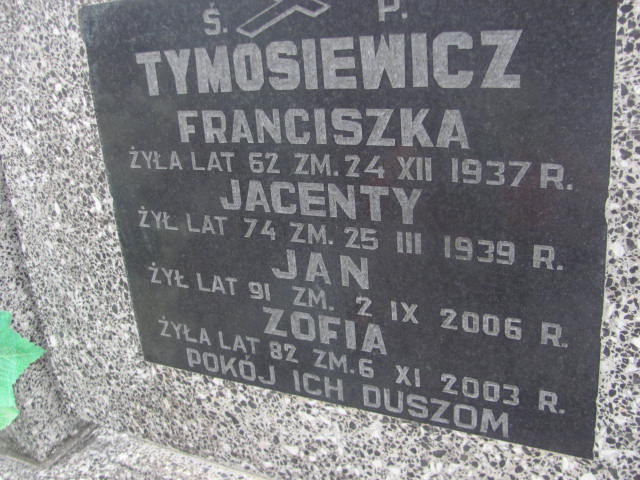 Ś. P.
TYMOSIEWICZ
FRANCISZKA
ŻYŁA LAT 62 ZM. 24 XII 1937 R.
JACENTY
ŻYŁ LAT 74 ZM. 25 III 1939 R.
JAN
ŻYŁ LAT 91 ZM. 2 IX 2006 R.
ZOFIA
ŻYŁA LAT 82 ZM. 6 XI 2003 R.
POKÓJ ICH DUSZOM